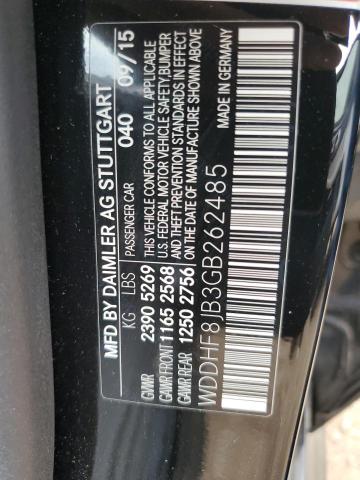 MFD BY DAIMLER AG STUTTGART
040 09/15
KG LBS PASSENGER CAR
GVWR 2390 5269
GAWR FRONT 1165 2568
GAWR REAR 1250 2756
THIS VEHICLE CONFORMS TO ALL APPLICABLE
U.S. FEDERAL MOTOR VEHICLE SAFETY,BUMPER
AND THEFT PREVENTION STANDARDS IN EFFECT
ON THE DATE OF MANUFACTURE SHOWN ABOVE
MADE IN GERMANY
WDDHF8JB3GB262485